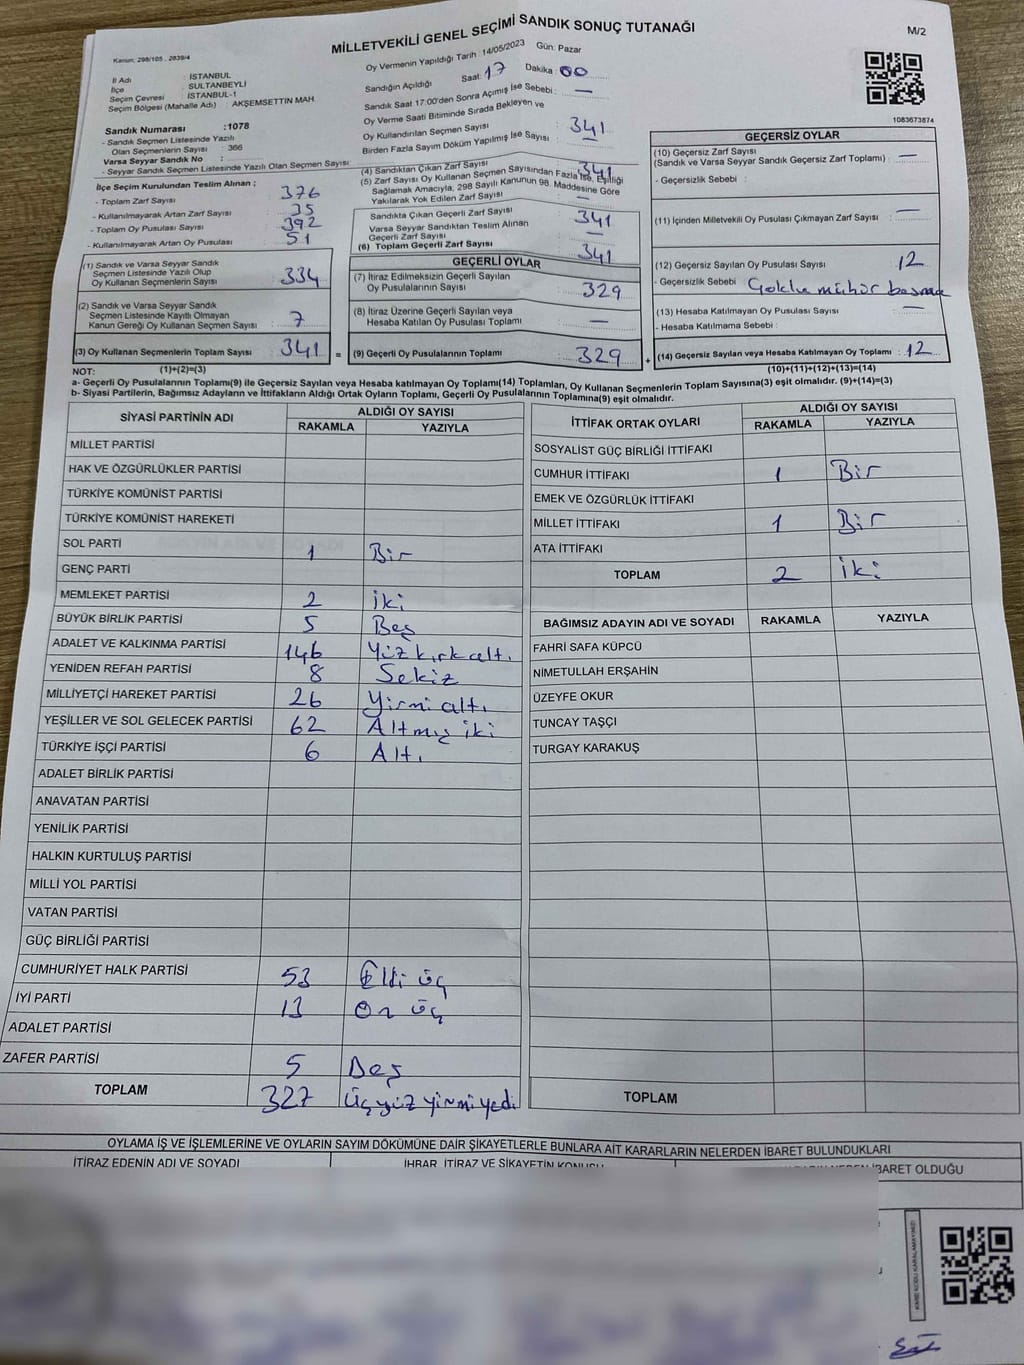 MİLLETVEKİLİ GENEL SEÇİMİ SANDIK SONUÇ TUTANAĞI
M/2
Kanun: 298/105 , 2839/4
İl Adı : İSTANBUL
İlçe : SULTANBEYLİ
Seçim Çevresi : İSTANBUL-1
Seçim Bölgesi (Mahalle Adı) : AKŞEMSETTİN MAH
Sandık Numarası :1078
- Sandık Seçmen Listesinde Yazılı
Olan Seçmenlerin Sayısı : 366
Varsa Seyyar Sandık No :
- Seyyar Sandık Seçmen Listesinde Yazılı Olan Seçmen Sayısı :
Oy Vermenin Yapıldığı Tarih : 14/05/2023 Gün: Pazar
Sandığın Açıldığı Saat: 17 Dakika: 00
Sandık Saat 17:00'den Sonra Açımış İse Sebebi : —
Oy Verme Saati Bitiminde Sırada Bekleyen ve
Oy Kullandırılan Seçmen Sayısı 341
Birden Fazla Sayım Döküm Yapılmış İse Sayısı : —
1083673874
İlçe Seçim Kurulundan Teslim Alınan ;
- Toplam Zarf Sayısı : 376
- Kullanılmayarak Artan Zarf Sayısı : 35
- Toplam Oy Pusulası Sayısı : 392
- Kullanılmayarak Artan Oy Pusulası : 51
(1) Sandık ve Varsa Seyyar Sandık
Seçmen Listesinde Yazılı Olup
Oy Kullanan Seçmenlerin Sayısı : 334
(2) Sandık ve Varsa Seyyar Sandık
Seçmen Listesinde Kayıtlı Olmayan
Kanun Gereği Oy Kullanan Seçmen Sayısı : 7
(3) Oy Kullanan Seçmenlerin Toplam Sayısı : 341 =
(1)+(2)=(3)
(4) Sandıktan Çıkan Zarf Sayısı : 341
(5) Zarf Sayısı Oy Kullanan Seçmen Sayısından Fazla İse, Eşitliği
Sağlamak Amacıyla, 298 Sayılı Kanunun 98. Maddesine Göre
Yakılarak Yok Edilen Zarf Sayısı : —
Sandıkta Çıkan Geçerli Zarf Sayısı : 341
Varsa Seyyar Sandıktan Teslim Alınan
Geçerli Zarf Sayısı : —
(6) Toplam Geçerli Zarf Sayısı : 341
GEÇERLİ OYLAR
(7) İtiraz Edilmeksizin Geçerli Sayılan
Oy Pusulalarının Sayısı : 329
(8) İtiraz Üzerine Geçerli Sayılan veya
Hesaba Katılan Oy Pusulası Toplamı : —
(9) Geçerli Oy Pusulalarının Toplamı : 329 +
GEÇERSİZ OYLAR
(10) Geçersiz Zarf Sayısı
(Sandık ve Varsa Seyyar Sandık Geçersiz Zarf Toplamı) : —
- Geçersizlik Sebebi :
(11) İçinden Milletvekili Oy Pusulası Çıkmayan Zarf Sayısı : —
(12) Geçersiz Sayılan Oy Pusulası Sayısı : 12
- Geçersizlik Sebebi :
(13) Hesaba Katılmayan Oy Pusulası Sayısı : —
- Hesaba Katılmama Sebebi :
(14) Geçersiz Sayılan veya Hesaba Katılmayan Oy Toplamı : 12
(10)+(11)+(12)+(13)=(14)
NOT:
a- Geçerli Oy Pusulalarının Toplamı(9) ile Geçersiz Sayılan veya Hesaba katılmayan Oy Toplamı(14) Toplamları, Oy Kullanan Seçmenlerin Toplam Sayısına(3) eşit olmalıdır. (9)+(14)=(3)
b- Siyasi Partilerin, Bağımsız Adayların ve İttifakların Aldığı Ortak Oyların Toplamı, Geçerli Oy Pusulalarının Toplamına(9) eşit olmalıdır.
SİYASİ PARTİNİN ADI ALDIĞI OY SAYISI
RAKAMLA YAZIYLA
MİLLET PARTİSİ
HAK VE ÖZGÜRLÜKLER PARTİSİ
TÜRKİYE KOMÜNİST PARTİSİ
TÜRKİYE KOMÜNİST HAREKETİ
SOL PARTİ 1 Bir
GENÇ PARTİ
MEMLEKET PARTİSİ 2 iki
BÜYÜK BİRLİK PARTİSİ 5 Beş
ADALET VE KALKINMA PARTİSİ 146 Yüz kırk altı
YENİDEN REFAH PARTİSİ 8 Sekiz
MİLLİYETÇİ HAREKET PARTİSİ 26 Yirmi altı
YEŞİLLER VE SOL GELECEK PARTİSİ 62 Altmış iki
TÜRKİYE İŞÇİ PARTİSİ 6 Altı
ADALET BİRLİK PARTİSİ
ANAVATAN PARTİSİ
YENİLİK PARTİSİ
HALKIN KURTULUŞ PARTİSİ
MİLLİ YOL PARTİSİ
VATAN PARTİSİ
GÜÇ BİRLİĞİ PARTİSİ
CUMHURİYET HALK PARTİSİ 53 Elli üç
İYİ PARTİ 13 On üç
ADALET PARTİSİ
ZAFER PARTİSİ 5 Beş
TOPLAM 327 Üçyüz yirmi yedi
İTTİFAK ORTAK OYLARI ALDIĞI OY SAYISI
RAKAMLA YAZIYLA
SOSYALİST GÜÇ BİRLİĞİ İTTİFAKI
CUMHUR İTTİFAKI 1 Bir
EMEK VE ÖZGÜRLÜK İTTİFAKI
MİLLET İTTİFAKI 1 Bir
ATA İTTİFAKI
TOPLAM 2 iki
BAĞIMSIZ ADAYIN ADI VE SOYADI RAKAMLA YAZIYLA
FAHRİ SAFA KÜPCÜ
NİMETULLAH ERŞAHİN
ÜZEYFE OKUR
TUNCAY TAŞÇI
TURGAY KARAKUŞ
TOPLAM
OYLAMA İŞ VE İŞLEMLERİNE VE OYLARIN SAYIM DÖKÜMÜNE DAİR ŞİKAYETLERLE BUNLARA AİT KARARLARIN NELERDEN İBARET BULUNDUKLARI
İTİRAZ EDENİN ADI VE SOYADI İHBAR, İTİRAZ VE ŞİKAYETİN KONUSU İBARET OLDUĞU
KARE KODU KARALAMAYINIZ!